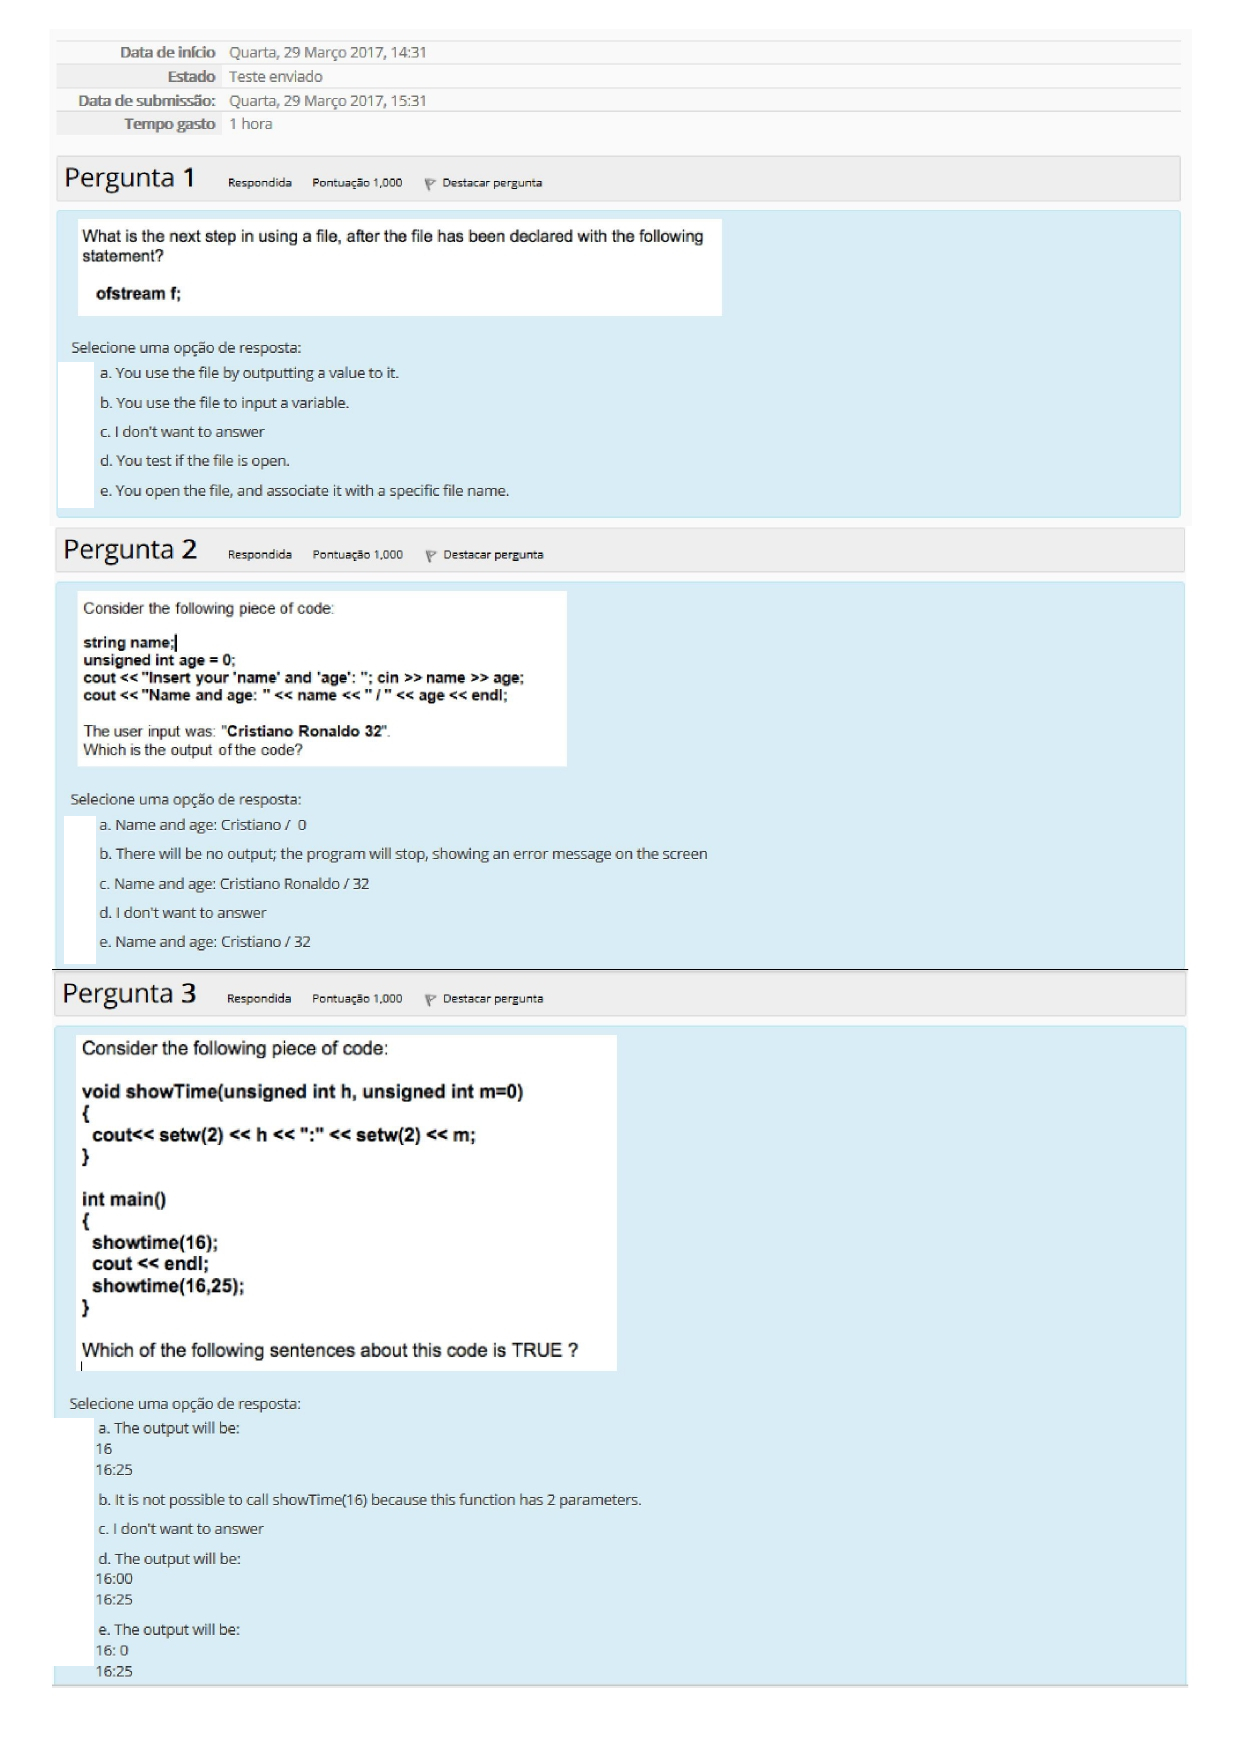 Data de início Quarta, 29 Março 2017, 14:31
Estado Teste enviado
Data de submissão: Quarta, 29 Março 2017, 15:31
Tempo gasto 1 hora
Pergunta 1 Respondida Pontuação 1,000 Destacar pergunta
What is the next step in using a file, after the file has been declared with the following
statement?
ofstream f;
Selecione uma opção de resposta:
a. You use the file by outputting a value to it.
b. You use the file to input a variable.
c. I don't want to answer
d. You test if the file is open.
e. You open the file, and associate it with a specific file name.
Pergunta 2 Respondida Pontuação 1,000 Destacar pergunta
Consider the following piece of code:
string name;
unsigned int age = 0;
cout << "Insert your 'name' and 'age': "; cin >> name >> age;
cout << "Name and age: " << name << " / " << age << endl;
The user input was: "Cristiano Ronaldo 32".
Which is the output of the code?
Selecione uma opção de resposta:
a. Name and age: Cristiano / 0
b. There will be no output; the program will stop, showing an error message on the screen
c. Name and age: Cristiano Ronaldo / 32
d. I don't want to answer
e. Name and age: Cristiano / 32
Pergunta 3 Respondida Pontuação 1,000 Destacar pergunta
Consider the following piece of code:
void showTime(unsigned int h, unsigned int m=0)
{
cout<< setw(2) << h << ":" << setw(2) << m;
}
int main()
{
showtime(16);
cout << endl;
showtime(16,25);
}
Which of the following sentences about this code is TRUE ?
Selecione uma opção de resposta:
a. The output will be:
16
16:25
b. It is not possible to call showTime(16) because this function has 2 parameters.
c. I don't want to answer
d. The output will be:
16:00
16:25
e. The output will be:
16: 0
16:25